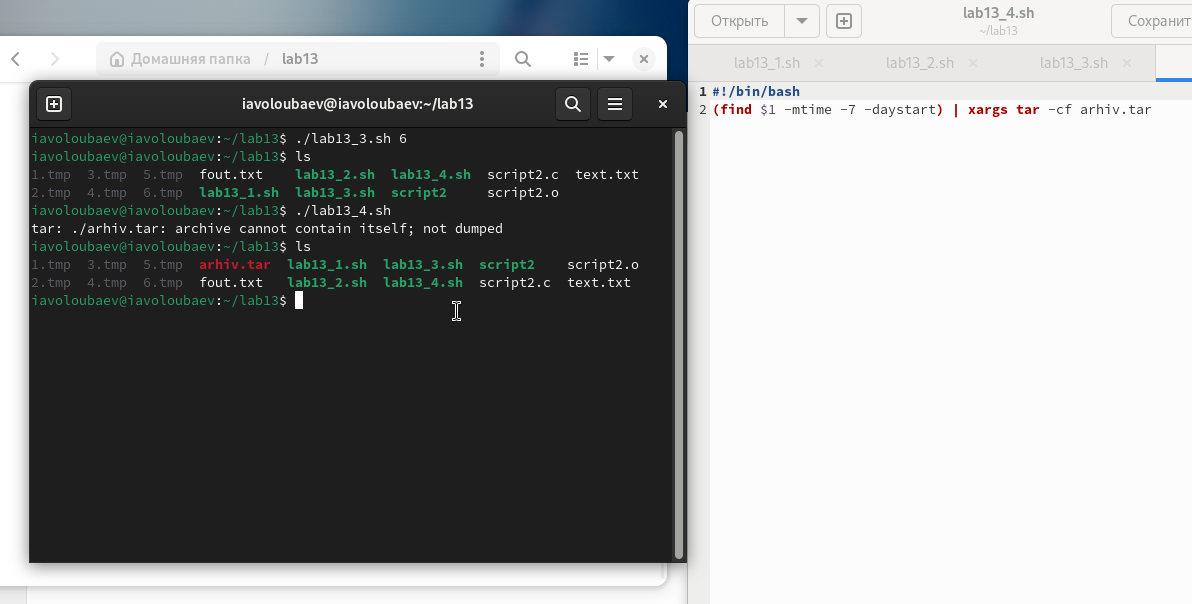 Домашняя папка / lab13
iavoloubaev@iavoloubaev:~/lab13
iavoloubaev@iavoloubaev:~/lab13$ ./lab13_3.sh 6
iavoloubaev@iavoloubaev:~/lab13$ ls
1.tmp 3.tmp 5.tmp fout.txt lab13_2.sh lab13_4.sh script2.c text.txt
2.tmp 4.tmp 6.tmp lab13_1.sh lab13_3.sh script2 script2.o
iavoloubaev@iavoloubaev:~/lab13$ ./lab13_4.sh
tar: ./arhiv.tar: archive cannot contain itself; not dumped
iavoloubaev@iavoloubaev:~/lab13$ ls
1.tmp 3.tmp 5.tmp arhiv.tar lab13_1.sh lab13_3.sh script2 script2.o
2.tmp 4.tmp 6.tmp fout.txt lab13_2.sh lab13_4.sh script2.c text.txt
iavoloubaev@iavoloubaev:~/lab13$
Открыть
lab13_4.sh
~/lab13
Сохранит
lab13_1.sh lab13_2.sh lab13_3.sh
1 #!/bin/bash
2 (find $1 -mtime -7 -daystart) | xargs tar -cf arhiv.tar